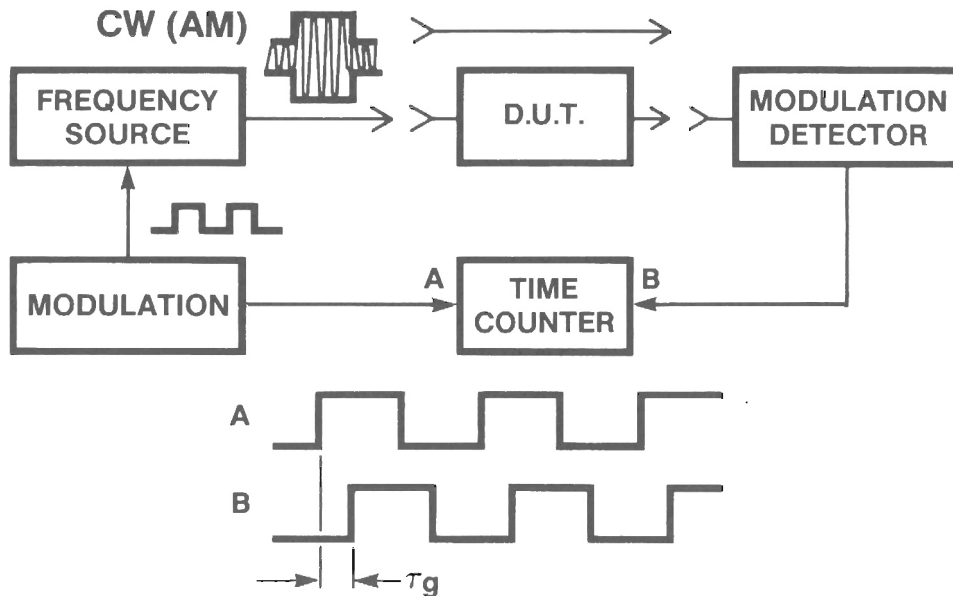 CW (AM)
FREQUENCY
SOURCE
D.U.T.
MODULATION
DETECTOR
MODULATION
A
TIME
COUNTER
B
A
B
τg